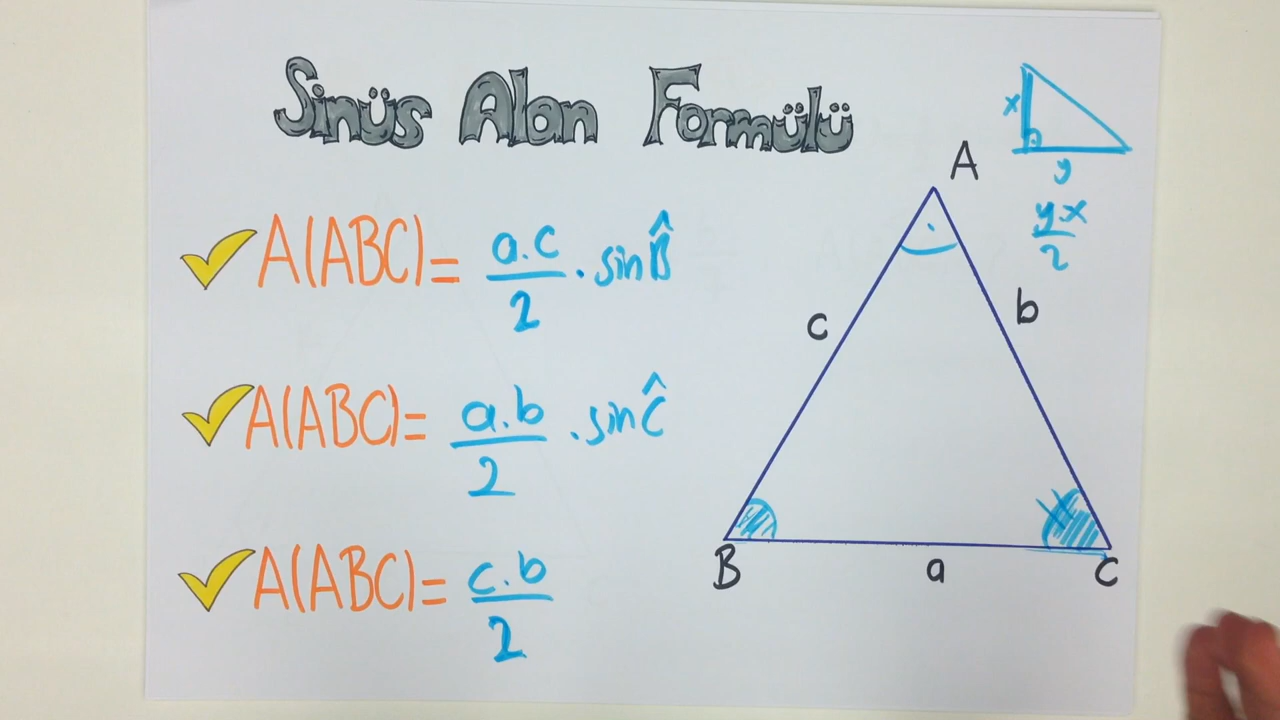 Sinüs Alan Formülü
A(ABC) = a.c/2 . sin B̂
A(ABC) = a.b/2 . sin Ĉ
A(ABC) = c.b/2
x
y
y.x/2
A
c
b
B
a
C